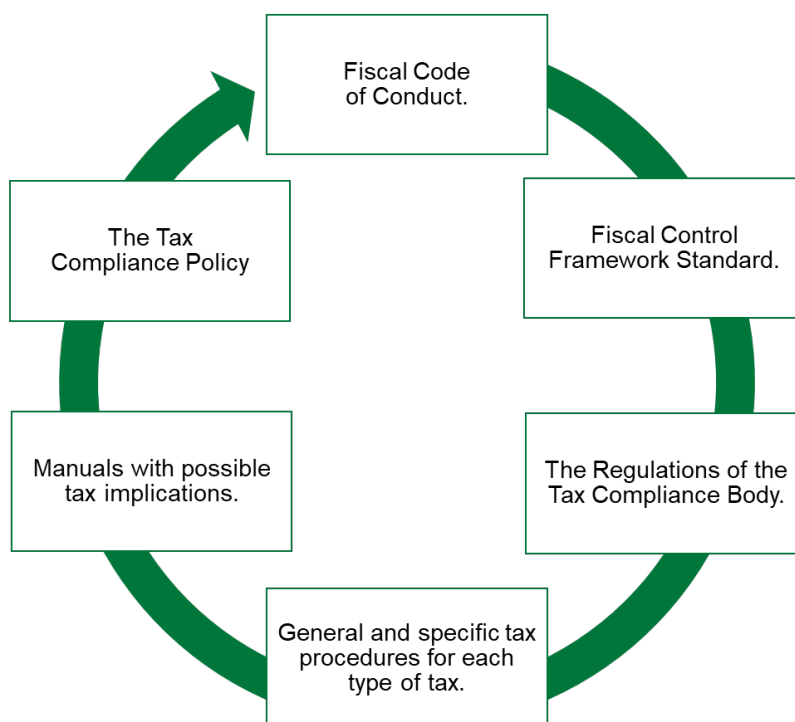 Fiscal Code
of Conduct.
Fiscal Control
Framework Standard.
The Regulations of the
Tax Compliance Body.
General and specific tax
procedures for each
type of tax.
Manuals with possible
tax implications.
The Tax
Compliance Policy